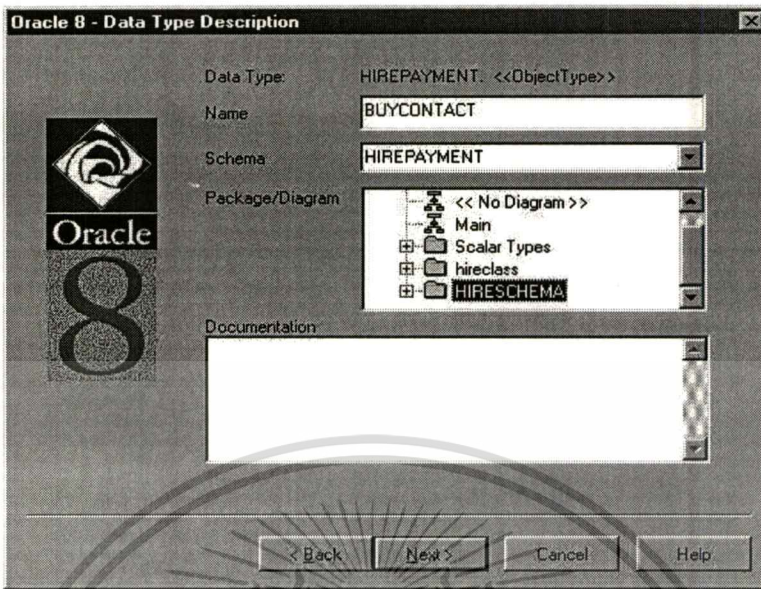 Oracle 8 - Data Type Description
Data Type: HIREPAYMENT. <<ObjectType>>
Name BUYCONTACT
Schema HIREPAYMENT
Package/Diagram << No Diagram >>
Main
Scalar Types
hireclass
HIRESCHEMA
Oracle
8
Documentation
< Back Next > Cancel Help